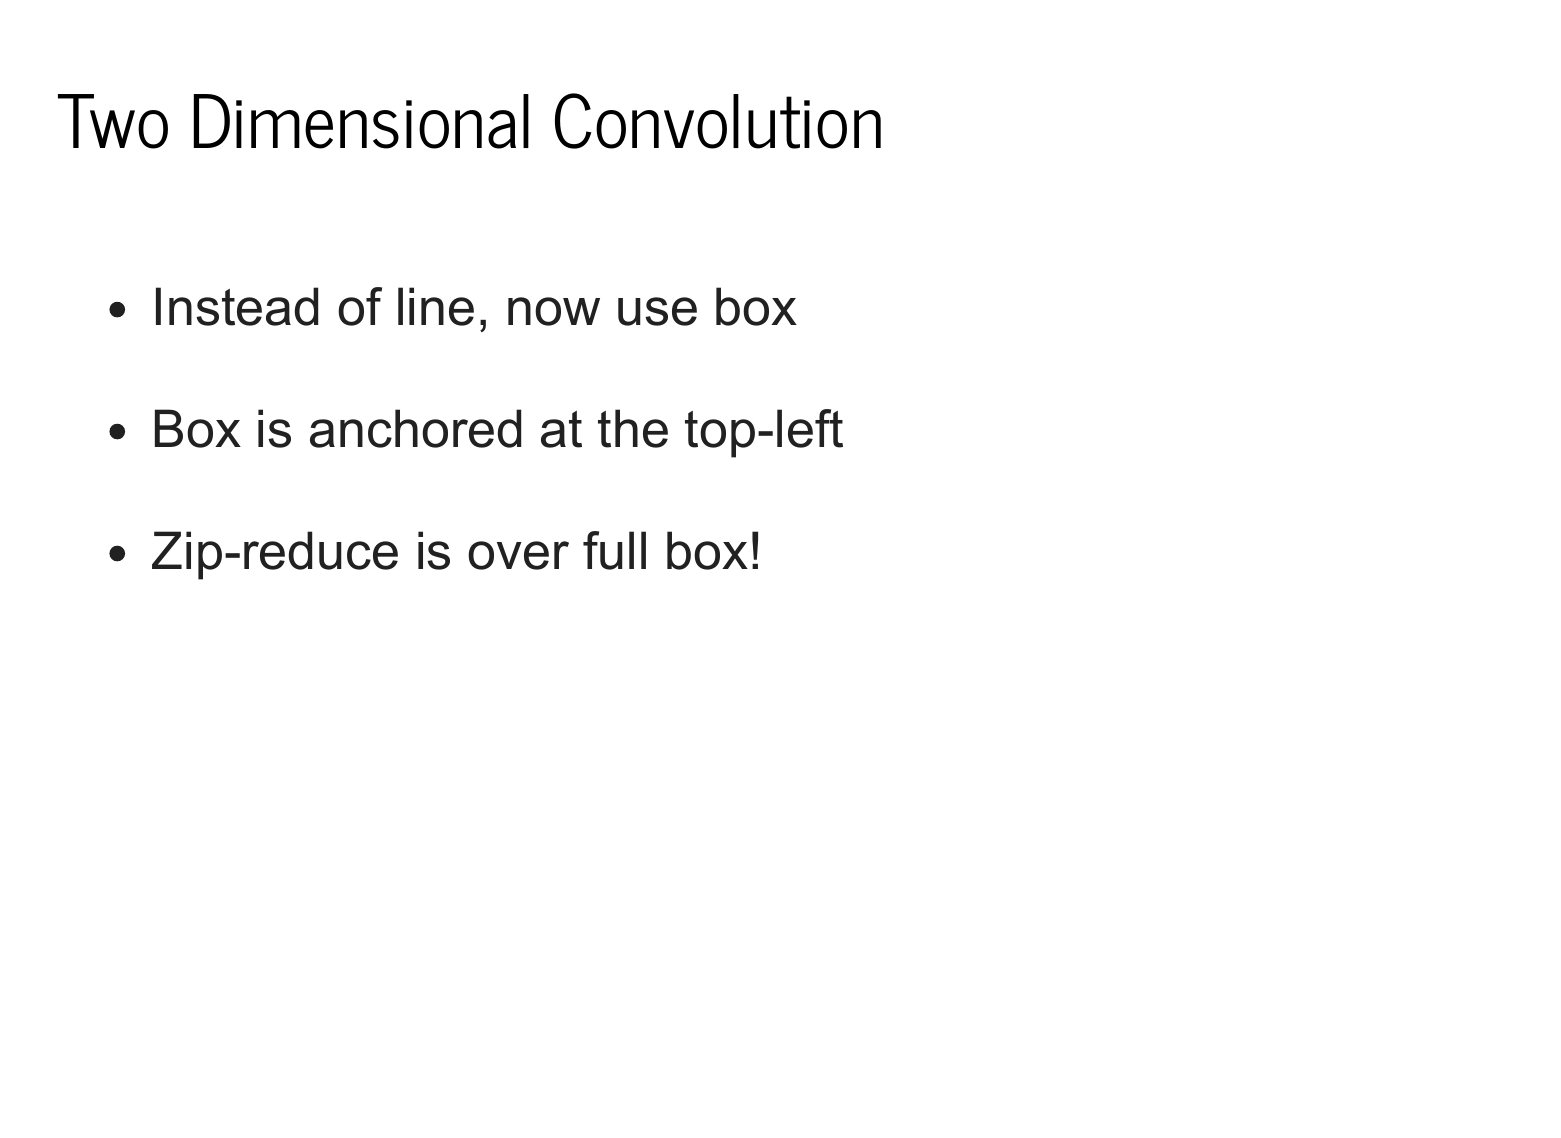 Two Dimensional Convolution
• Instead of line, now use box
• Box is anchored at the top-left
• Zip-reduce is over full box!